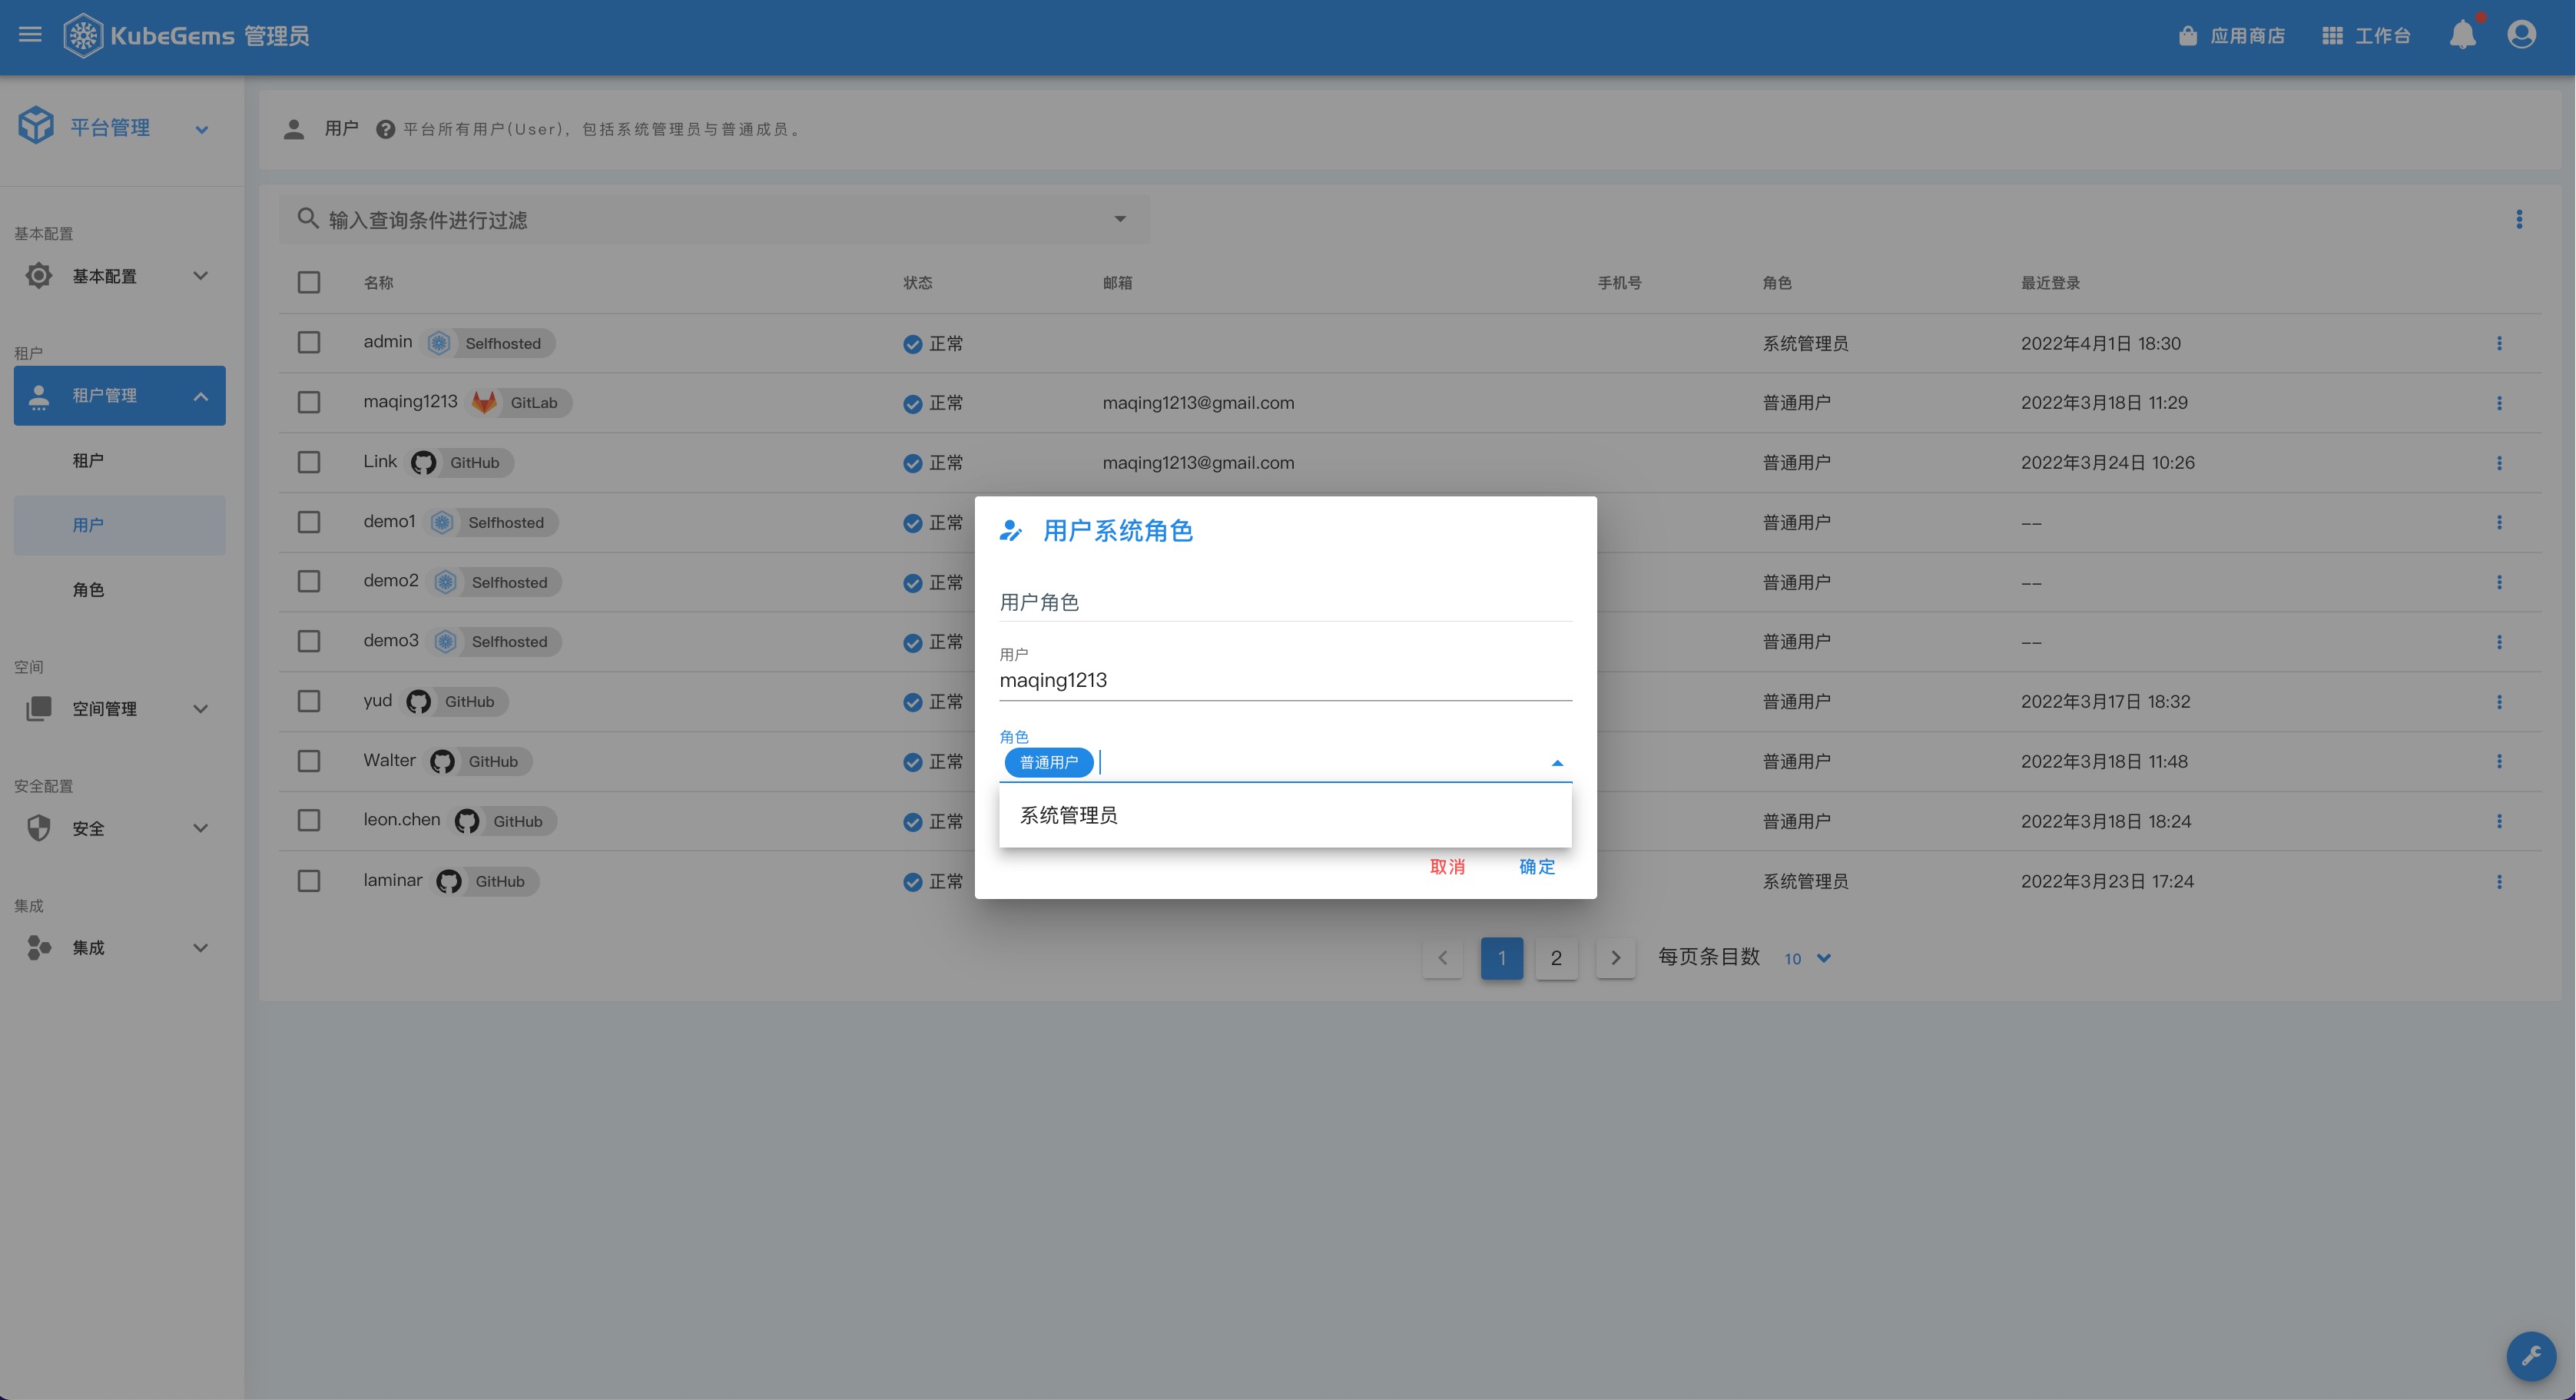 KubeGems 管理员
应用商店
工作台
平台管理
基本配置
基本配置
租户
租户管理
租户
用户
角色
空间
空间管理
安全配置
安全
集成
集成
用户 平台所有用户(User)，包括系统管理员与普通成员。
输入查询条件进行过滤
名称 状态 邮箱 手机号 角色 最近登录
admin Selfhosted 正常 系统管理员 2022年4月1日 18:30
maqing1213 GitLab 正常 maqing1213@gmail.com 普通用户 2022年3月18日 11:29
Link GitHub 正常 maqing1213@gmail.com 普通用户 2022年3月24日 10:26
demo1 Selfhosted 正常 普通用户 --
demo2 Selfhosted 正常 普通用户 --
demo3 Selfhosted 正常 普通用户 --
yud GitHub 正常 普通用户 2022年3月17日 18:32
Walter GitHub 正常 普通用户 2022年3月18日 11:48
leon.chen GitHub 正常 普通用户 2022年3月18日 18:24
laminar GitHub 正常 系统管理员 2022年3月23日 17:24
1 2 每页条目数 10
用户系统角色
用户角色
用户
maqing1213
角色
普通用户
系统管理员
取消 确定